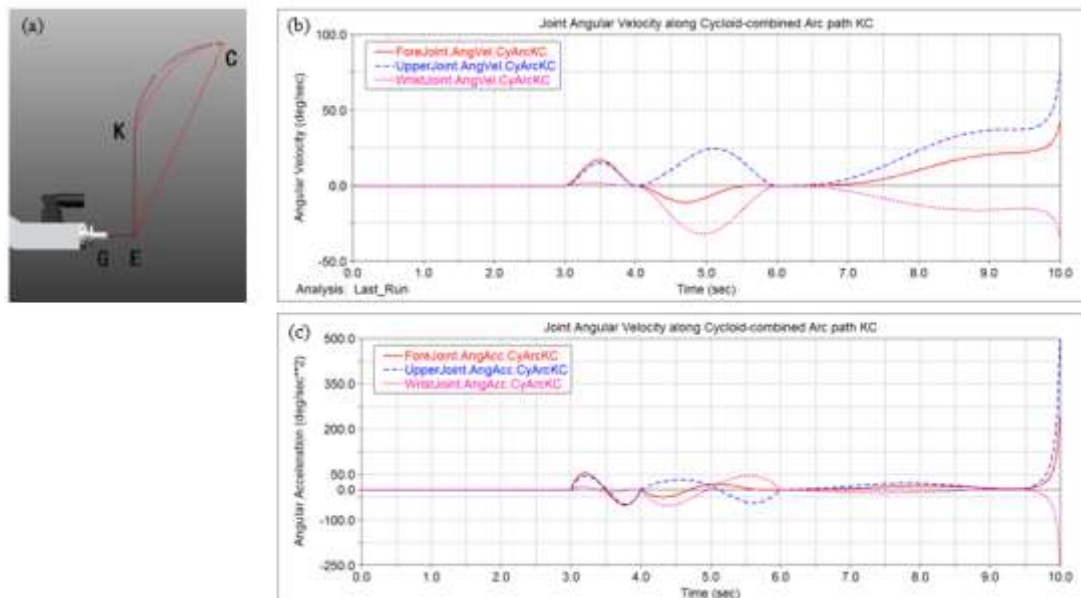 (a)
C
K
G
E
(b)
Joint Angular Velocity along Cycloid-combined Arc path KC
ForeJoint.AngVel.CyArcKC
UpperJoint.AngVel.CyArcKC
WristJoint.AngVel.CyArcKC
Angular Velocity (deg/sec)
100.0
50.0
0.0
-50.0
0.0 1.0 2.0 3.0 4.0 5.0 6.0 7.0 8.0 9.0 10.0
Analysis: Last_Run
Time (sec)
(c)
Joint Angular Velocity along Cycloid-combined Arc path KC
ForeJoint.AngAcc.CyArcKC
UpperJoint.AngAcc.CyArcKC
WristJoint.AngAcc.CyArcKC
Angular Acceleration (deg/sec**2)
500.0
350.0
200.0
50.0
0.0
-100.0
-250.0
0.0 1.0 2.0 3.0 4.0 5.0 6.0 7.0 8.0 9.0 10.0
Time (sec)